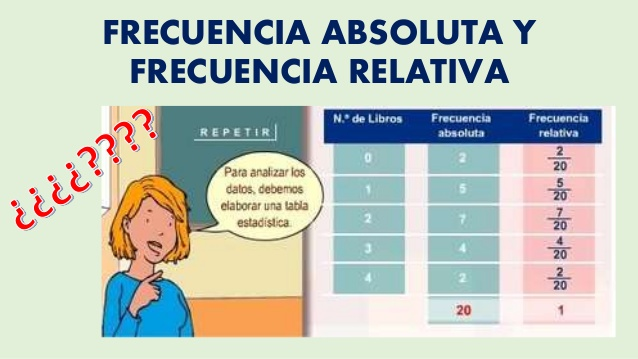 FRECUENCIA ABSOLUTA Y
FRECUENCIA RELATIVA
¿¿¿¿????
REPETIR
Para analizar los
datos, debemos
elaborar una tabla
estadística.
N.º de Libros Frecuencia absoluta Frecuencia relativa
0 2 2/20
1 5 5/20
2 7 7/20
3 4 4/20
4 2 2/20
20 1